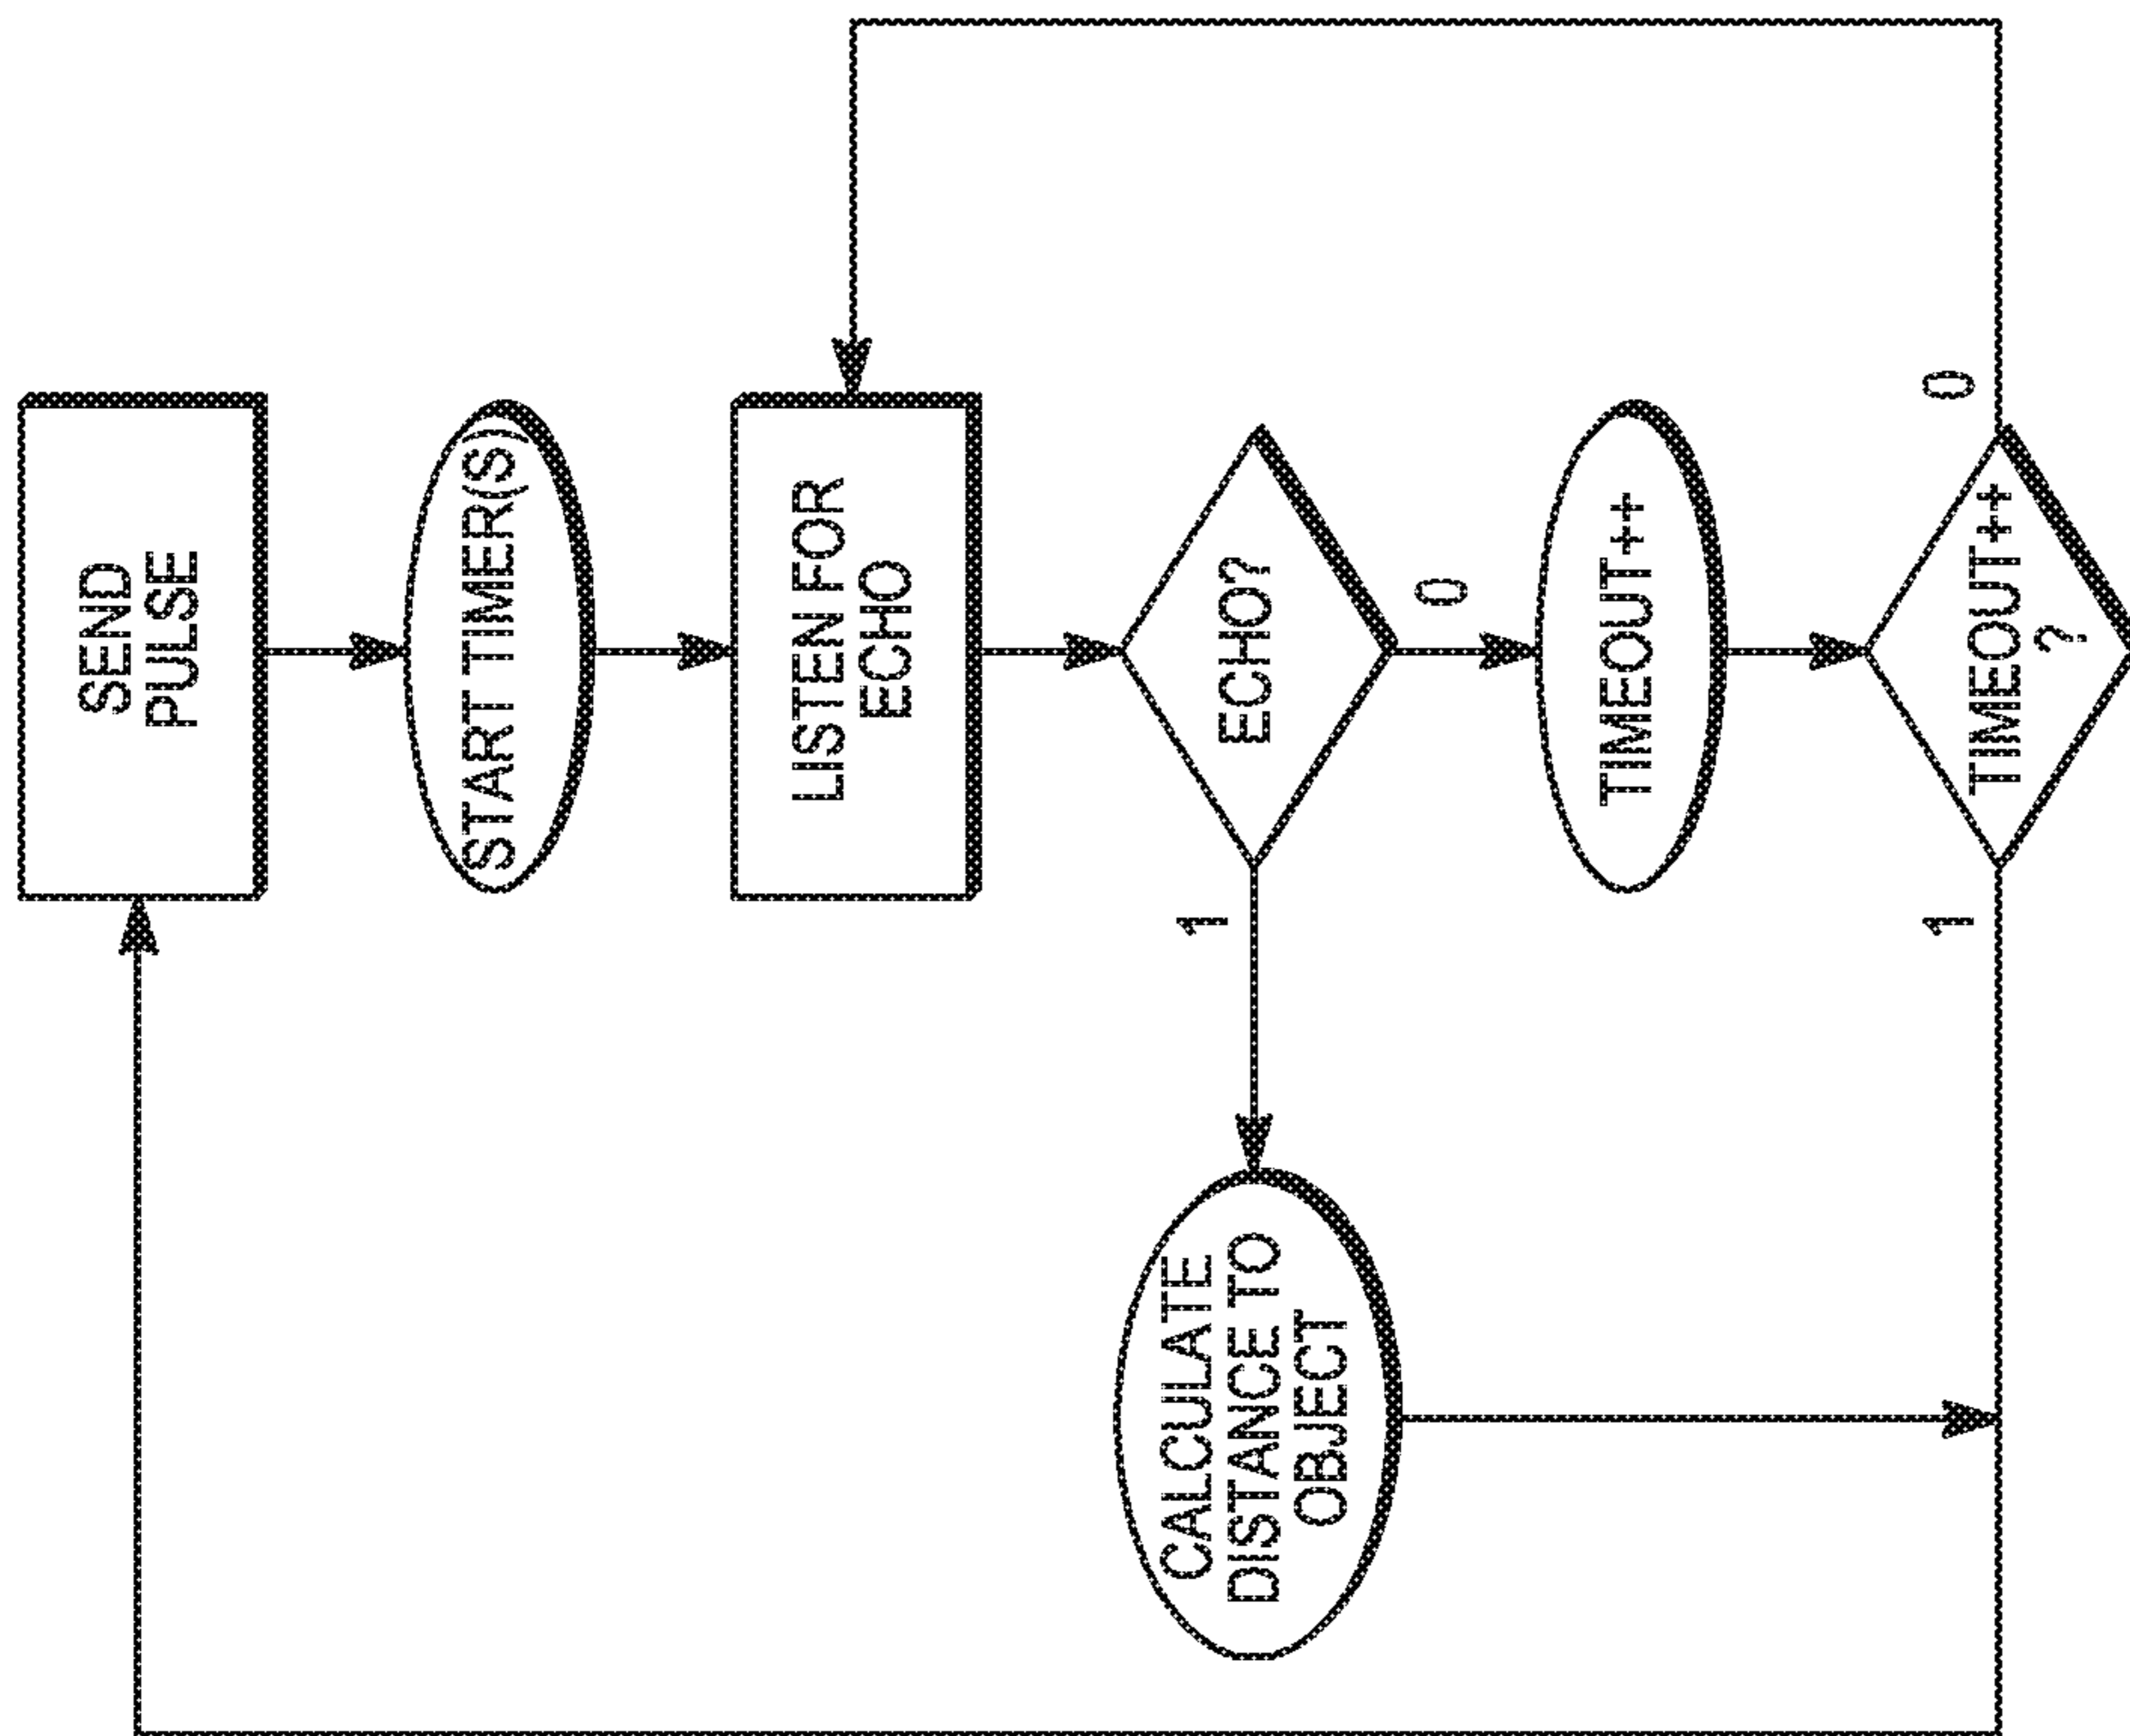 SEND
PULSE
START TIMER(S)
LISTEN FOR
ECHO
ECHO?
1
0
CALCULATE
DISTANCE TO
OBJECT
TIMEOUT++
TIMEOUT++
?
1
0